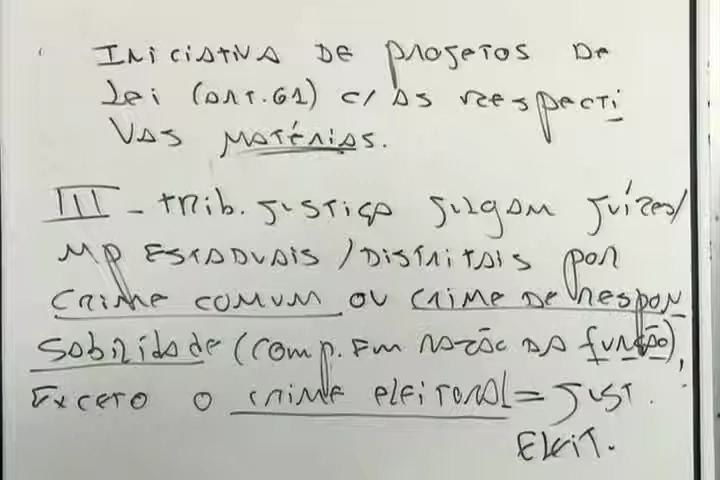 Iniciativa de projetos de
lei (art.61) c/ as respecti
vas matérias.
III - trib. justiça julgam juízes/
MP estaduais / distritais por
crime comum ou crime de respon
sabilidade (comp. em razão da função),
exceto o crime eleitoral = just.
eleit.